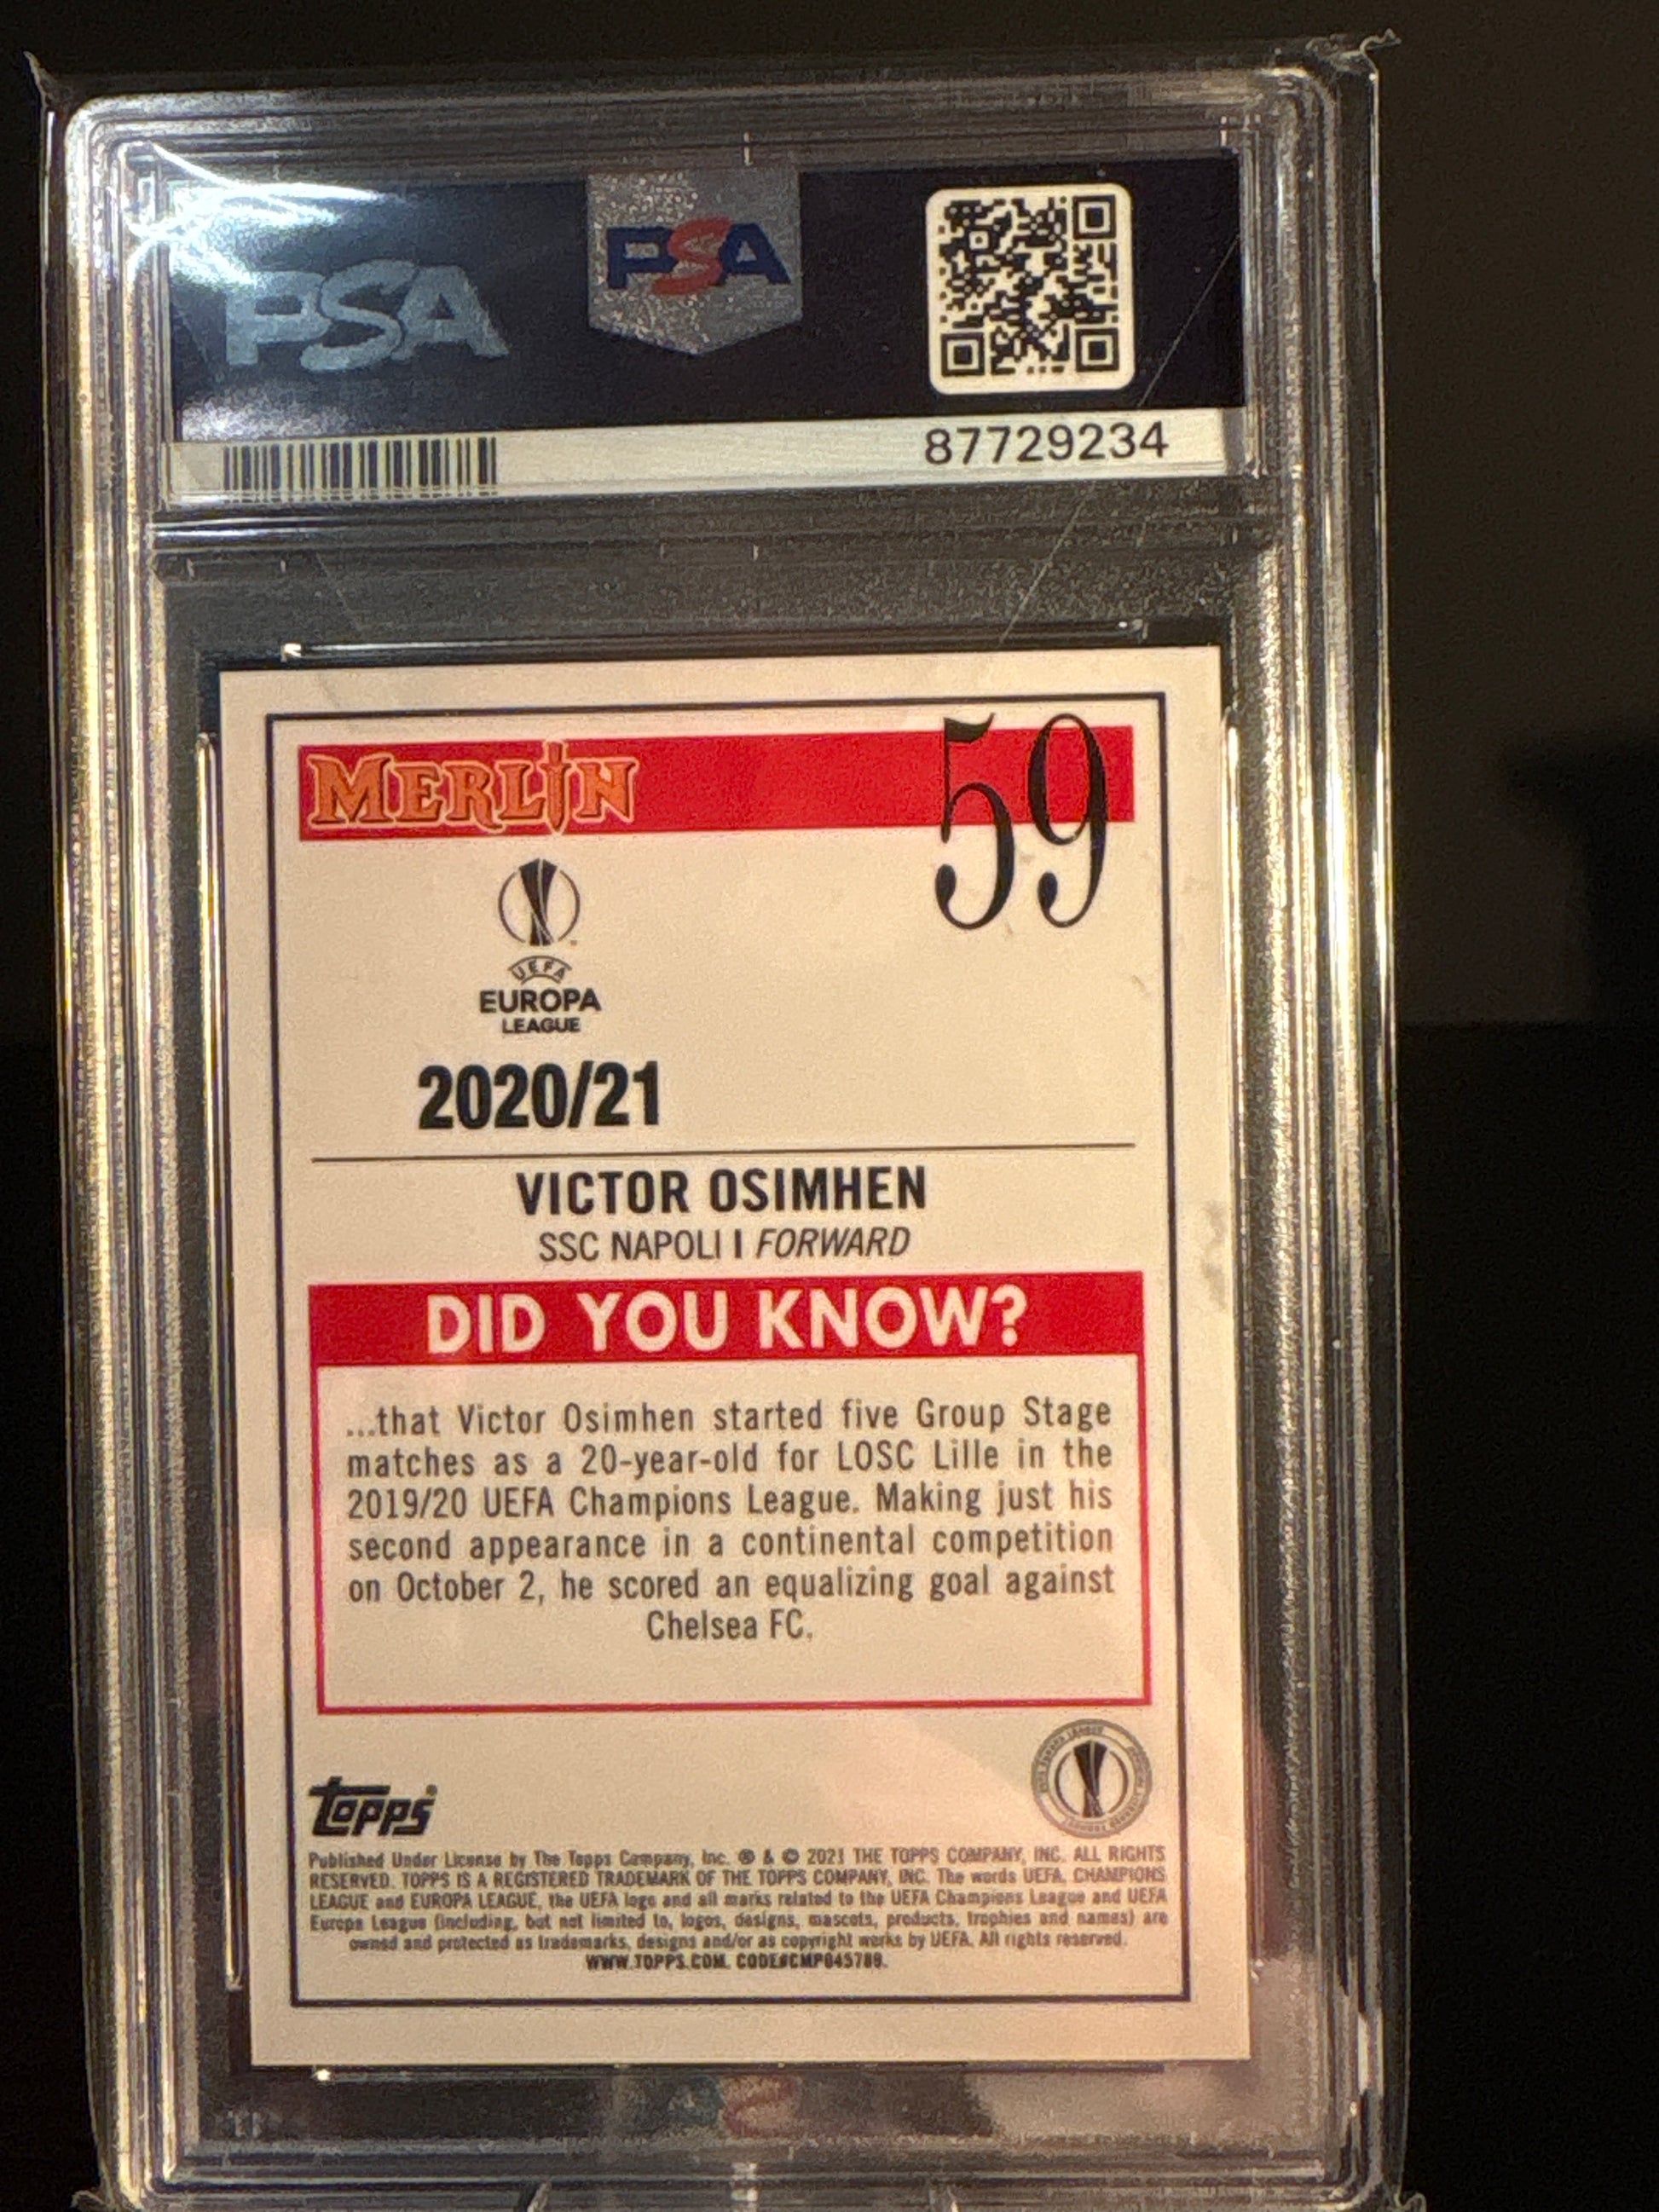 PSA
PSA
87729234
MERLIN
59
UEFA
EUROPA
LEAGUE
2020/21
VICTOR OSIMHEN
SSC NAPOLI I FORWARD
DID YOU KNOW?
...that Victor Osimhen started five Group Stage
matches as a 20-year-old for LOSC Lille in the
2019/20 UEFA Champions League. Making just his
second appearance in a continental competition
on October 2, he scored an equalizing goal against
Chelsea FC.
Topps
Published Under License by The Topps Company, Inc. ® & © 2021 THE TOPPS COMPANY, INC. ALL RIGHTS
RESERVED. TOPPS IS A REGISTERED TRADEMARK OF THE TOPPS COMPANY, INC. The words UEFA, CHAMPIONS
LEAGUE and EUROPA LEAGUE, the UEFA logo and all marks related to the UEFA Champions League and UEFA
Europa League (including, but not limited to, logos, designs, mascots, products, trophies and names) are
owned and protected as trademarks, designs and/or as copyright works by UEFA. All rights reserved.
WWW.TOPPS.COM. CODE#CMP045789.